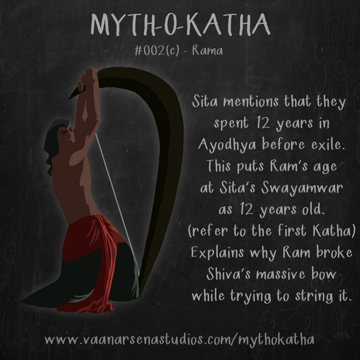 MYTH-O-KATHA
#002(c) - Rama
Sita mentions that they
spent 12 years in
Ayodhya before exile.
This puts Ram's age
at Sita's Swayamwar
as 12 years old.
(refer to the first Katha)
Explains why Ram broke
Shiva's massive bow
while trying to string it.
www.vaanarsenastudios.com/mythokatha